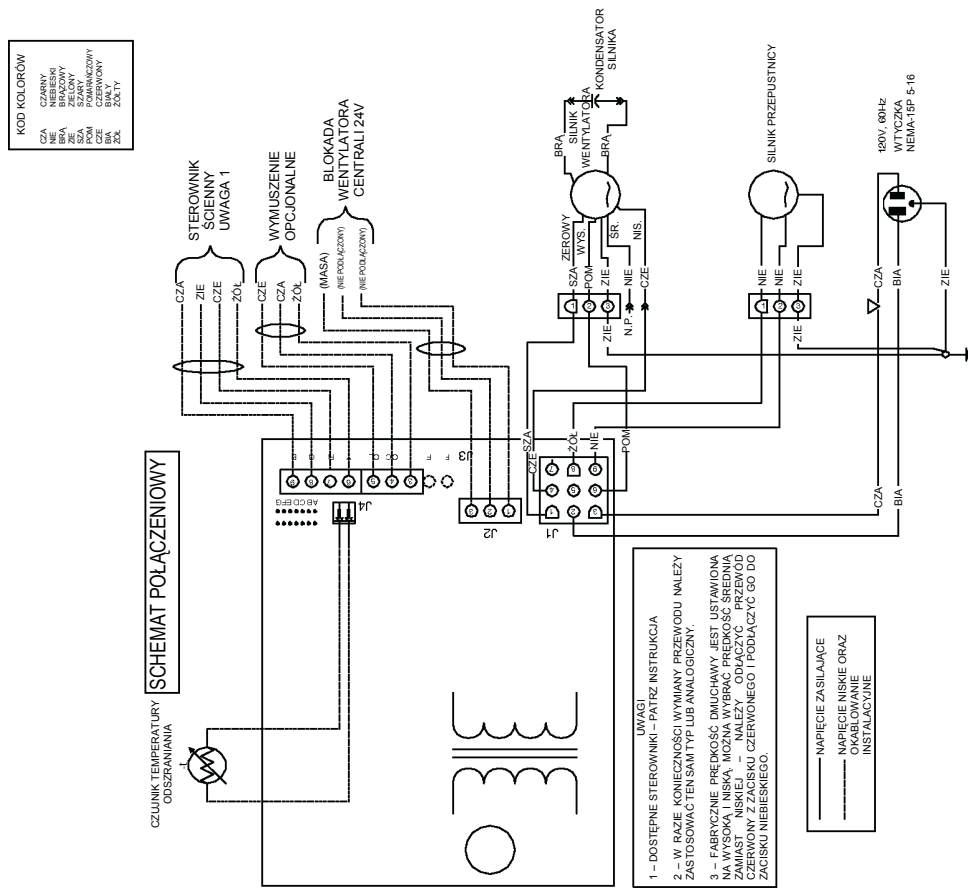 KOD KOLORÓW
CZA CZARNY
NIE NIEBIESKI
BRA BRĄZOWY
ZIE ZIELONY
SZA SZARY
POM POMARAŃCZOWY
CZE CZERWONY
BIA BIAŁY
ŻÓŁ ŻÓŁTY
SCHEMAT POŁĄCZENIOWY
CZUJNIK TEMPERATURY
ODSZRANIANIA
STEROWNIK
ŚCIENNY
UWAGA 1
CZA
ZIE
CZE
ŻÓŁ
WYMUSZENIE
OPCJONALNE
CZE
CZA
ŻÓŁ
BLOKADA
WENTYLATORA
CENTRALI 24V
(MASA)
(NIE PODŁĄCZONY)
(NIE PODŁĄCZONY)
A B C D E F G
J4
J3
J2
J1
SZA
CZE
ŻÓŁ
NIE
POM
CZA
BIA
KONDENSATOR
SILNIKA
SILNIK
WENTYLATORA
BRA
BRA
ZEROWY
WYS.
ŚR.
NIS.
SZA
POM
ZIE
NIE
CZE
1
2
3
ZIE
N.P.
SILNIK PRZEPUSTNICY
NIE
NIE
ZIE
1
2
3
ZIE
120V, 60Hz
WTYCZKA
NEMA-15P 5-16
CZA
BIA
ZIE
UWAGI
1 – DOSTĘPNE STEROWNIKI – PATRZ INSTRUKCJA
2 – W RAZIE KONIECZNOŚCI WYMIANY PRZEWODU NALEŻY
ZASTOSOWAĆ TEN SAM TYP LUB ANALOGICZNY.
3 – FABRYCZNIE PRĘDKOŚĆ DMUCHAWY JEST USTAWIONA
NA WYSOKĄ I NISKĄ. MOŻNA WYBRAĆ PRĘDKOŚĆ ŚREDNIĄ
ZAMIAST NISKIEJ – NALEŻY ODŁĄCZYĆ PRZEWÓD
CZERWONY Z ZACISKU CZERWONEGO I PODŁĄCZYĆ GO DO
ZACISKU NIEBIESKIEGO.
NAPIĘCIE ZASILAJĄCE
NAPIĘCIE NISKIE ORAZ
OKABLOWANIE
INSTALACYJNE